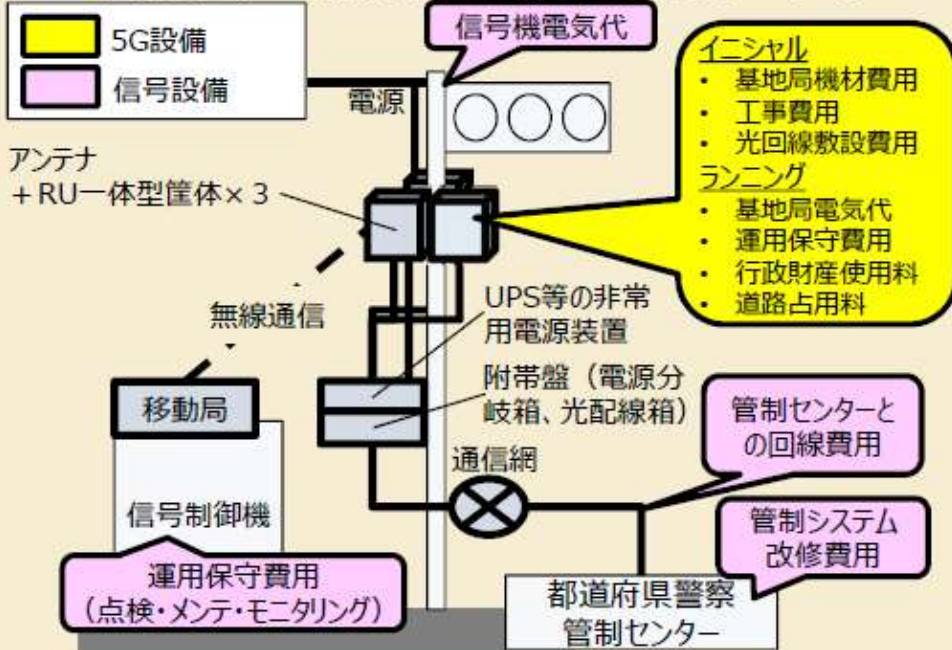 5G設備
信号設備
信号機電気代
電源
アンテナ
+RU一体型筐体×3
イニシャル
・ 基地局機材費用
・ 工事費用
・ 光回線敷設費用
ランニング
・ 基地局電気代
・ 運用保守費用
・ 行政財産使用料
・ 道路占用料
無線通信
UPS等の非常
用電源装置
附帯盤（電源分
岐箱、光配線箱）
移動局
信号制御機
通信網
管制センターと
の回線費用
管制システム
改修費用
運用保守費用
（点検・メンテ・モニタリング）
都道府県警察
管制センター